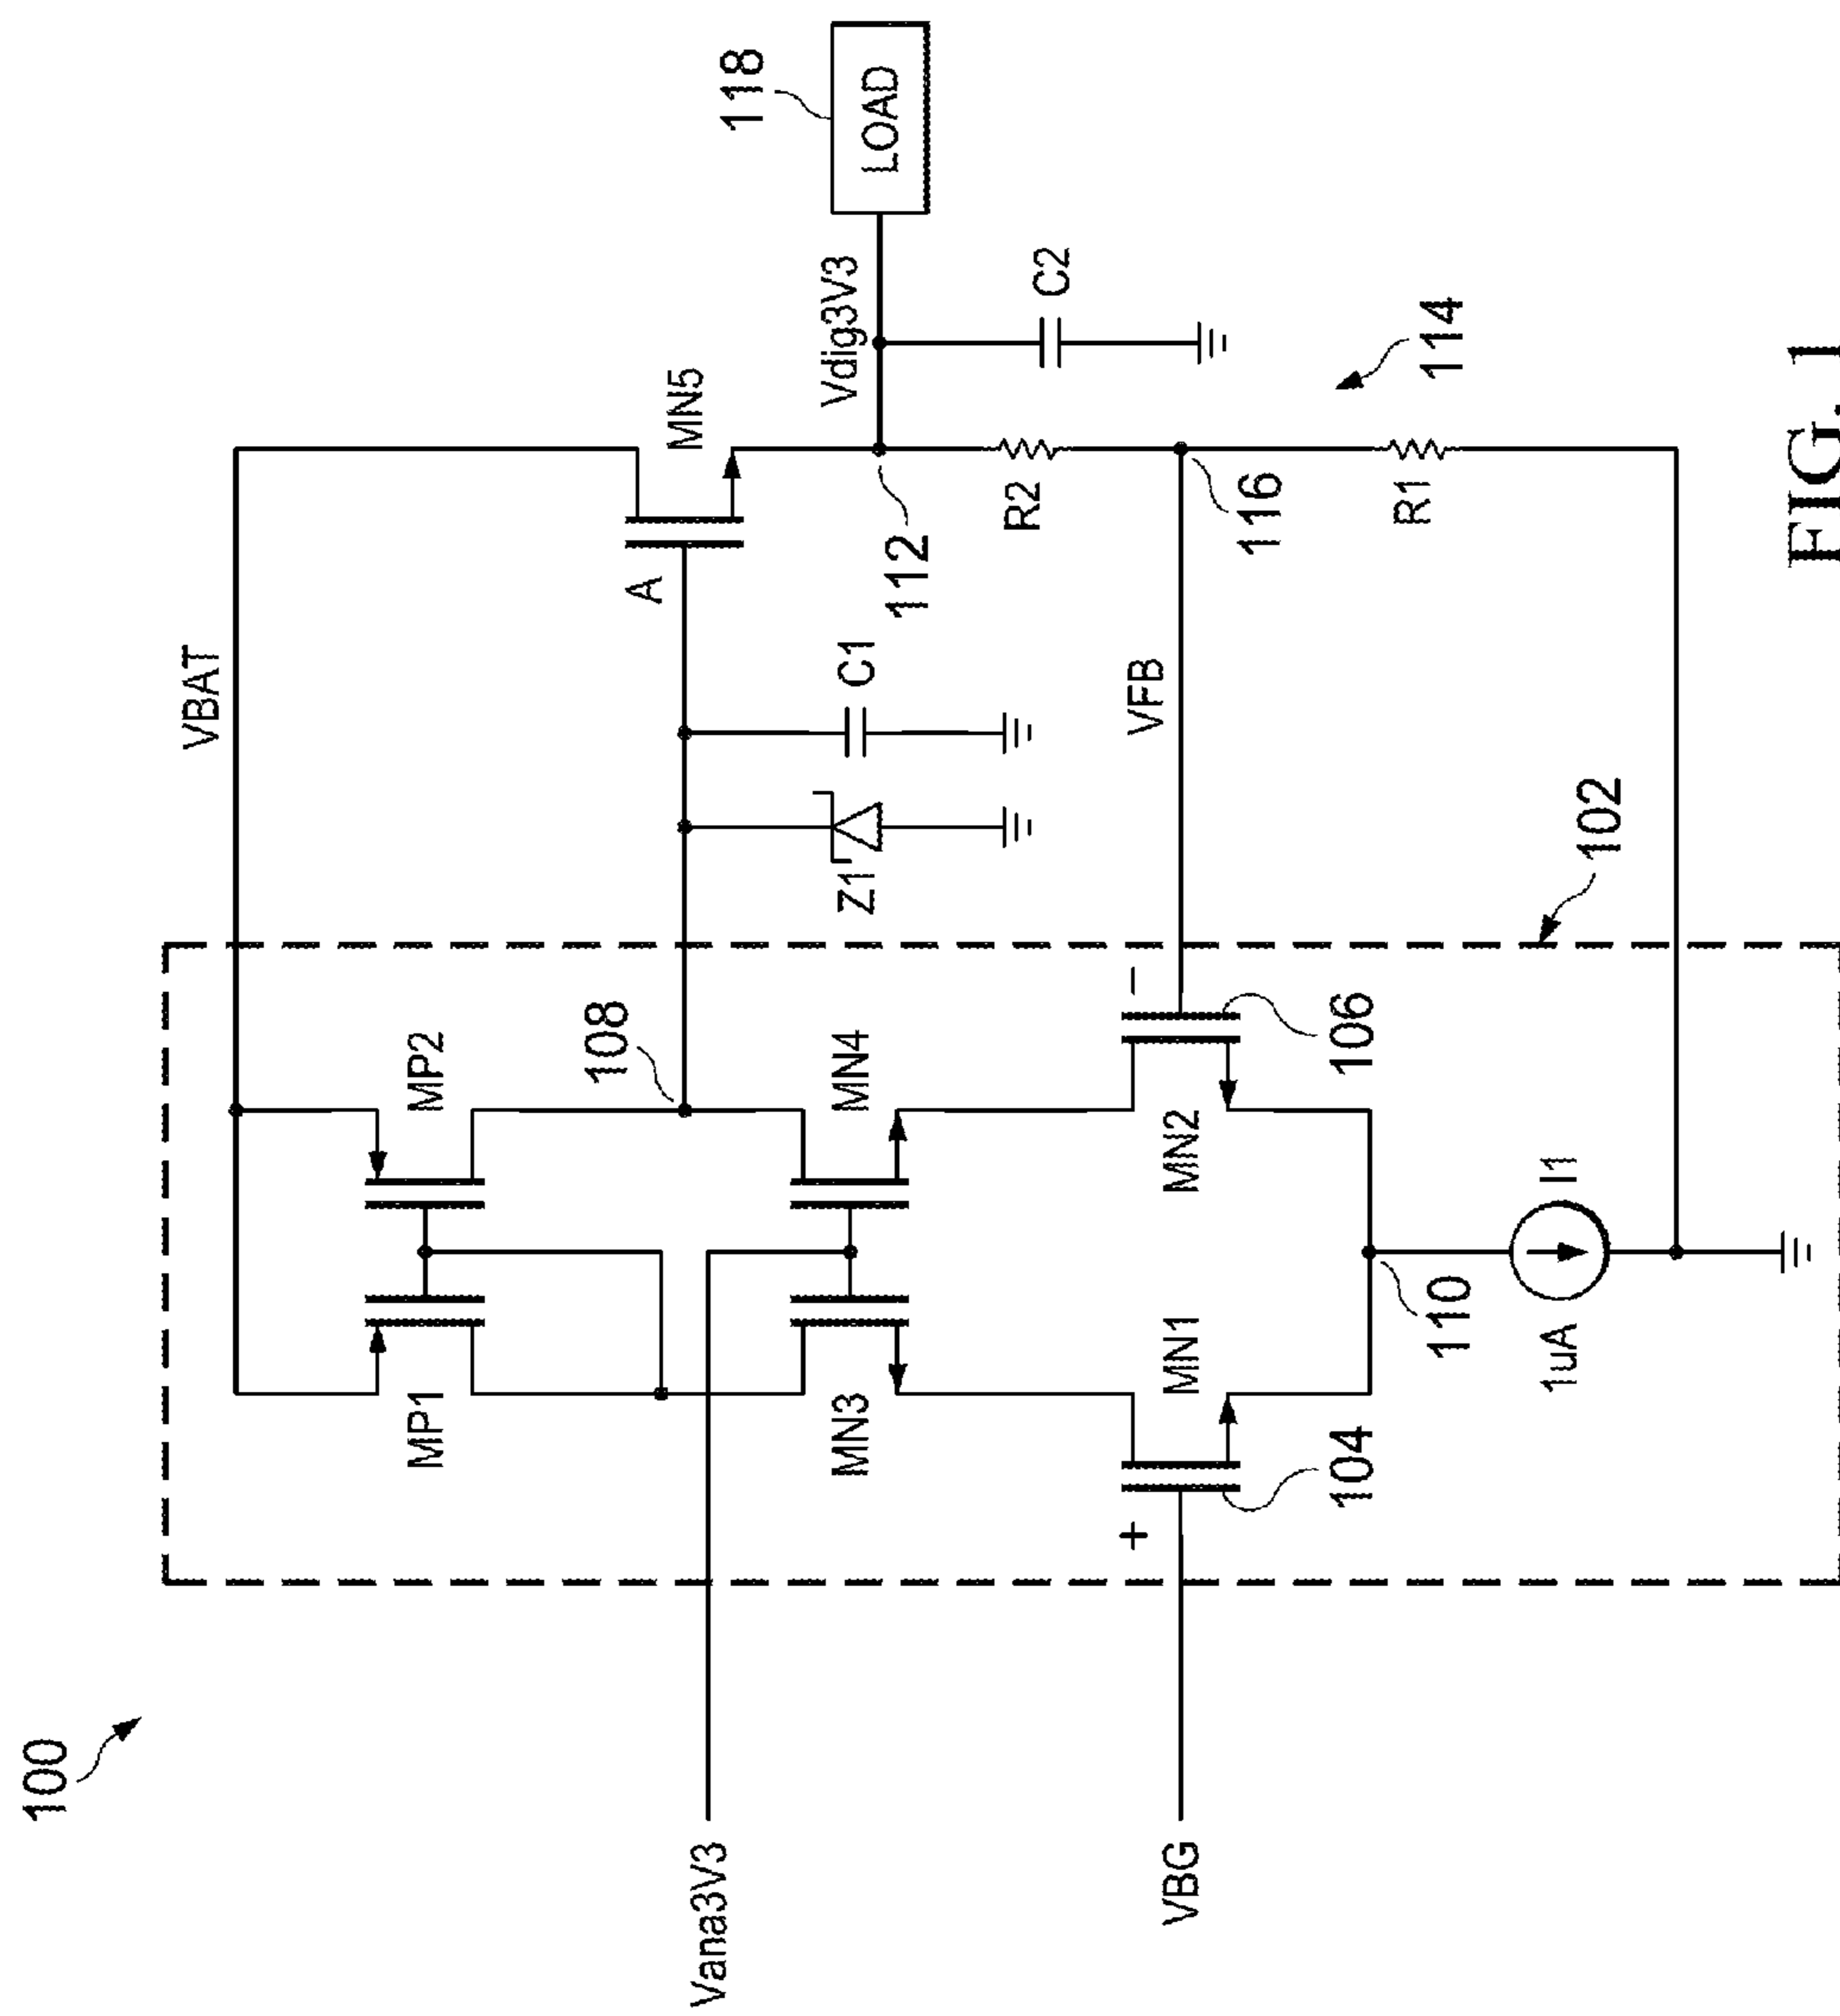 100
Vana3V3
VBG
MP1
MP2
MN3
MN4
MN1
MN2
+
−
104
106
108
110
1uA
I1
102
VBAT
Z1
C1
A
MN5
VFB
112
116
R2
R1
Vdig3V3
C2
114
118
LOAD
FIG. 1